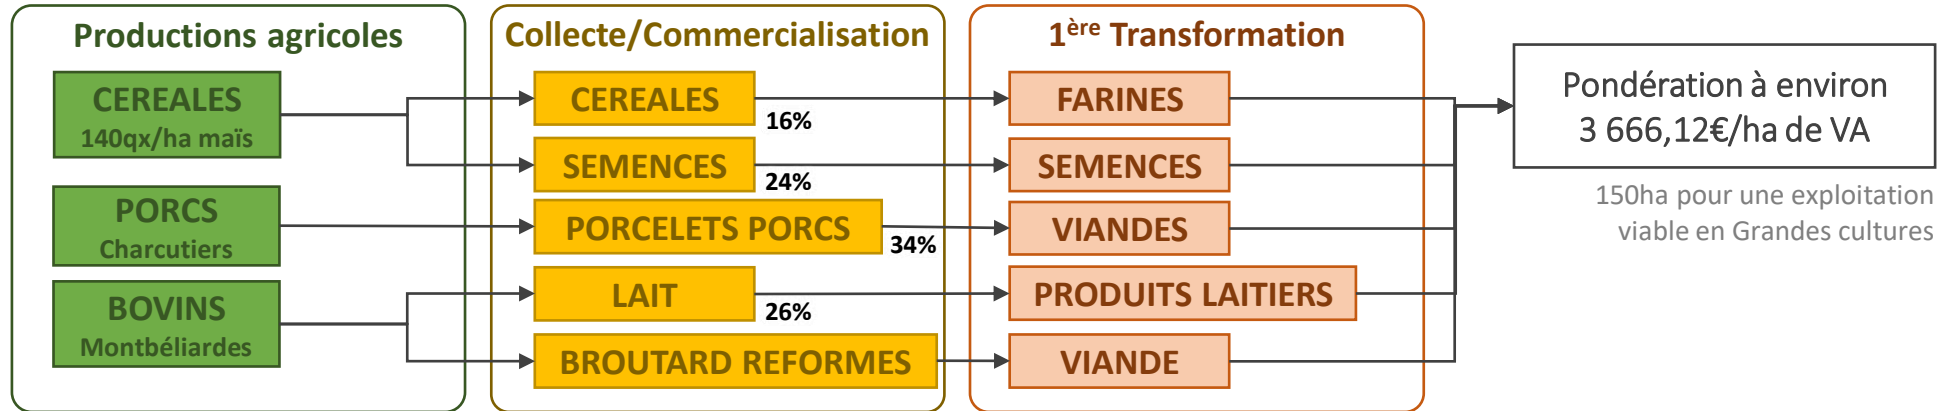 Productions agricoles
CEREALES
140qx/ha maïs
PORCS
Charcutiers
BOVINS
Montbéliardes
Collecte/Commercialisation
CEREALES
16%
SEMENCES
24%
PORCELETS PORCS
34%
LAIT
26%
BROUTARD REFORMES
1ère Transformation
FARINES
SEMENCES
VIANDES
PRODUITS LAITIERS
VIANDE
Pondération à environ
3 666,12€/ha de VA
150ha pour une exploitation
viable en Grandes cultures